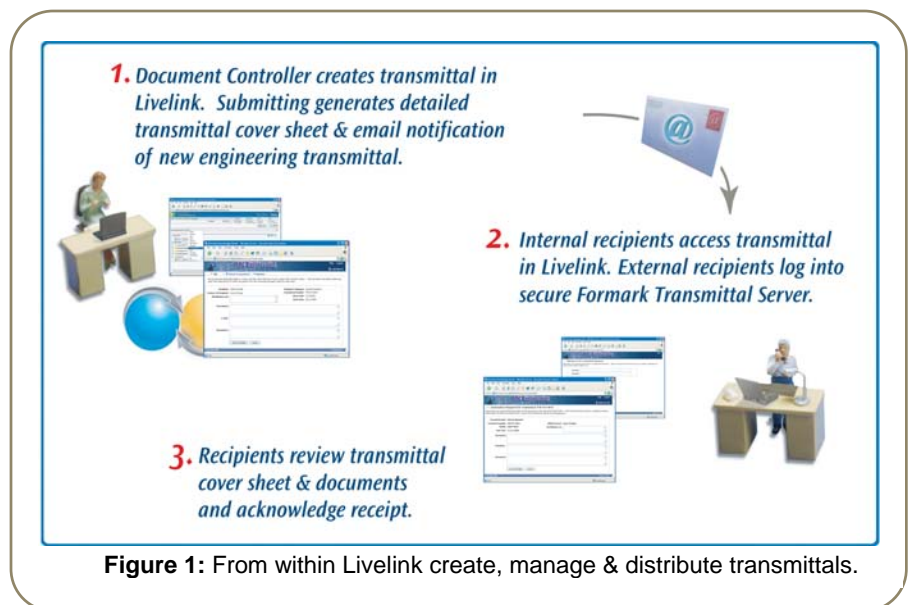 1. Document Controller creates transmittal in
Livelink. Submitting generates detailed
transmittal cover sheet & email notification
of new engineering transmittal.
@
2. Internal recipients access transmittal
in Livelink. External recipients log into
secure Formark Transmittal Server.
3. Recipients review transmittal
cover sheet & documents
and acknowledge receipt.
Figure 1: From within Livelink create, manage & distribute transmittals.